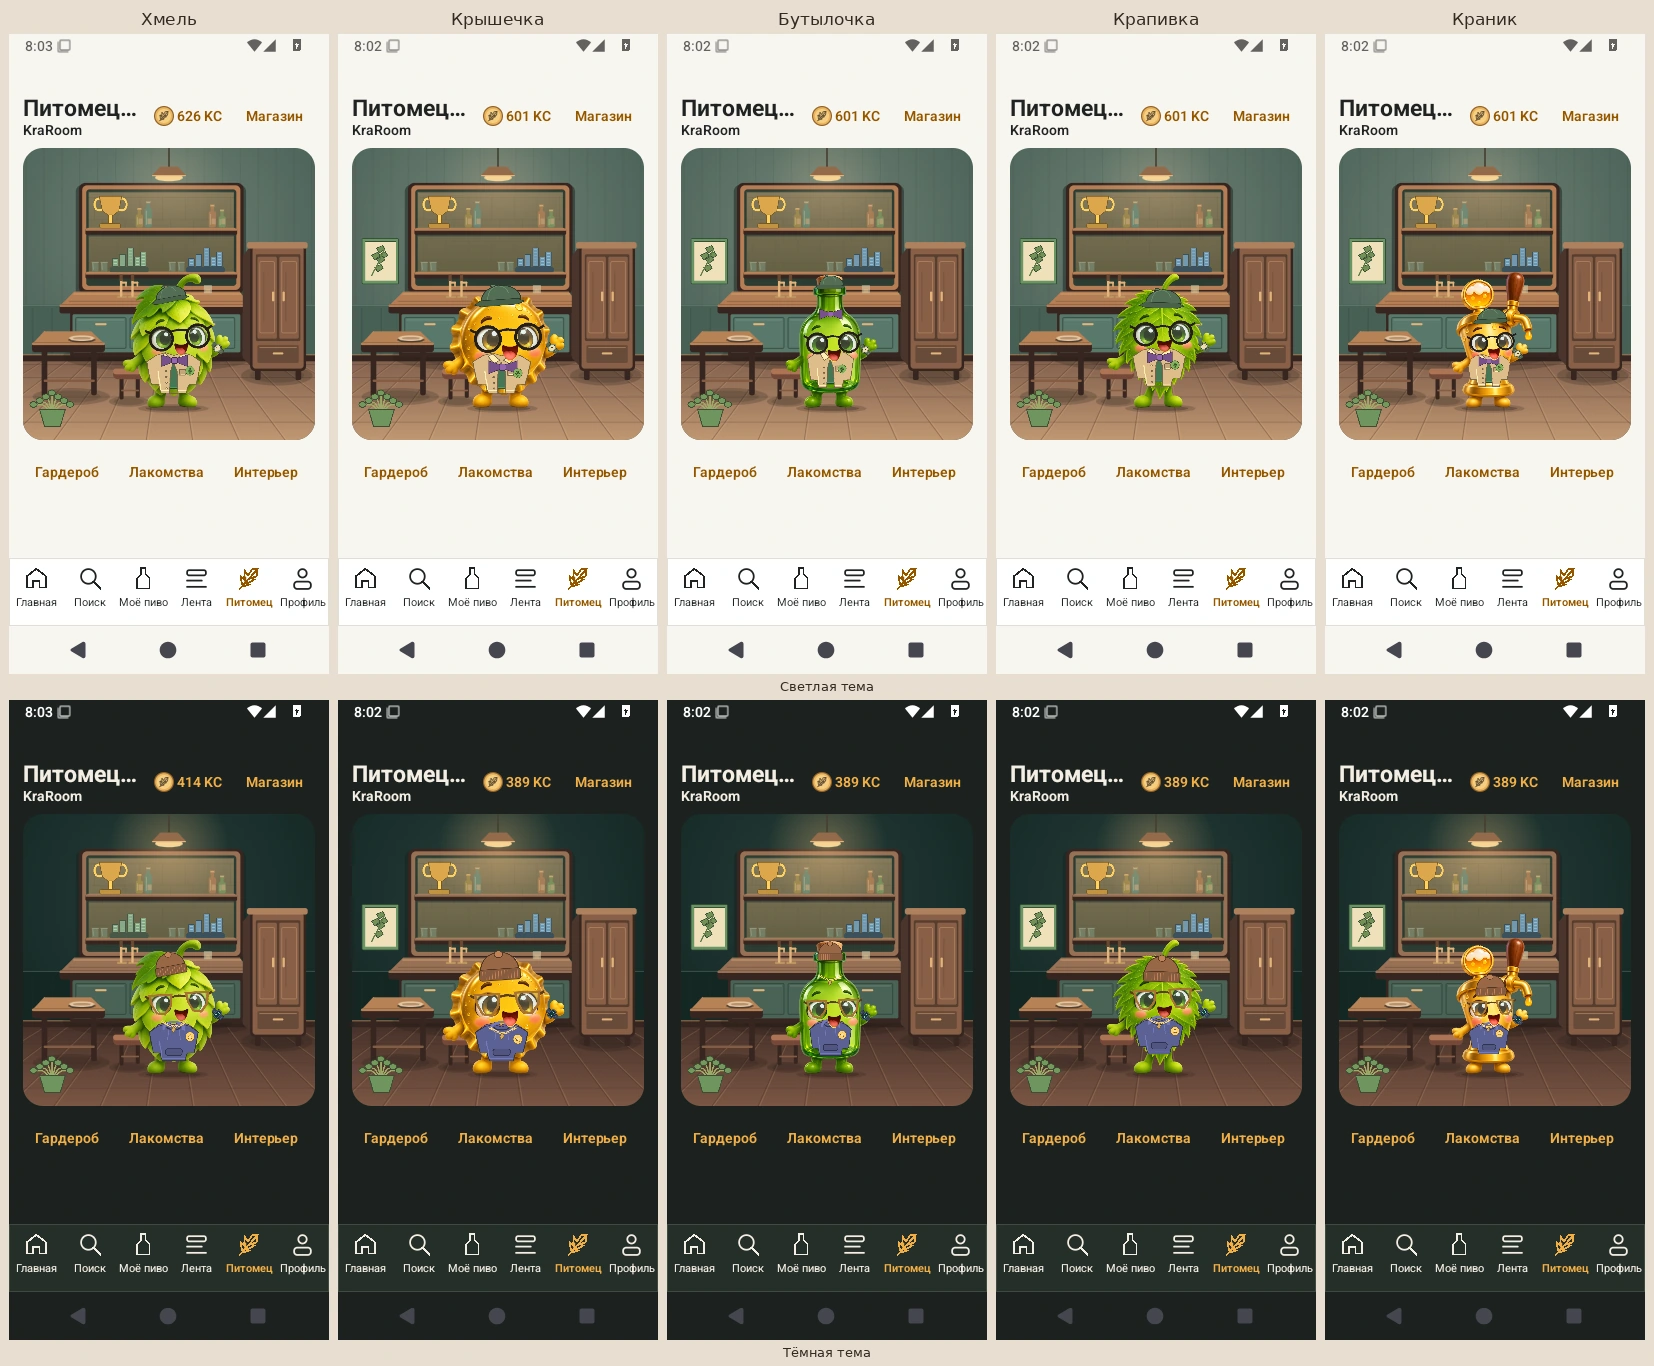 Хмель
Крышечка
Бутылочка
Крапивка
Краник
8:03
8:02
8:02
8:02
8:02
Питомец... 626 КС Магазин
KraRoom
Питомец... 601 КС Магазин
KraRoom
Питомец... 601 КС Магазин
KraRoom
Питомец... 601 КС Магазин
KraRoom
Питомец... 601 КС Магазин
KraRoom
Гардероб Лакомства Интерьер
Гардероб Лакомства Интерьер
Гардероб Лакомства Интерьер
Гардероб Лакомства Интерьер
Гардероб Лакомства Интерьер
Главная Поиск Моё пиво Лента Питомец Профиль
Главная Поиск Моё пиво Лента Питомец Профиль
Главная Поиск Моё пиво Лента Питомец Профиль
Главная Поиск Моё пиво Лента Питомец Профиль
Главная Поиск Моё пиво Лента Питомец Профиль
Светлая тема
8:03
8:02
8:02
8:02
8:02
Питомец... 414 КС Магазин
KraRoom
Питомец... 389 КС Магазин
KraRoom
Питомец... 389 КС Магазин
KraRoom
Питомец... 389 КС Магазин
KraRoom
Питомец... 389 КС Магазин
KraRoom
Гардероб Лакомства Интерьер
Гардероб Лакомства Интерьер
Гардероб Лакомства Интерьер
Гардероб Лакомства Интерьер
Гардероб Лакомства Интерьер
Главная Поиск Моё пиво Лента Питомец Профиль
Главная Поиск Моё пиво Лента Питомец Профиль
Главная Поиск Моё пиво Лента Питомец Профиль
Главная Поиск Моё пиво Лента Питомец Профиль
Главная Поиск Моё пиво Лента Питомец Профиль
Тёмная тема